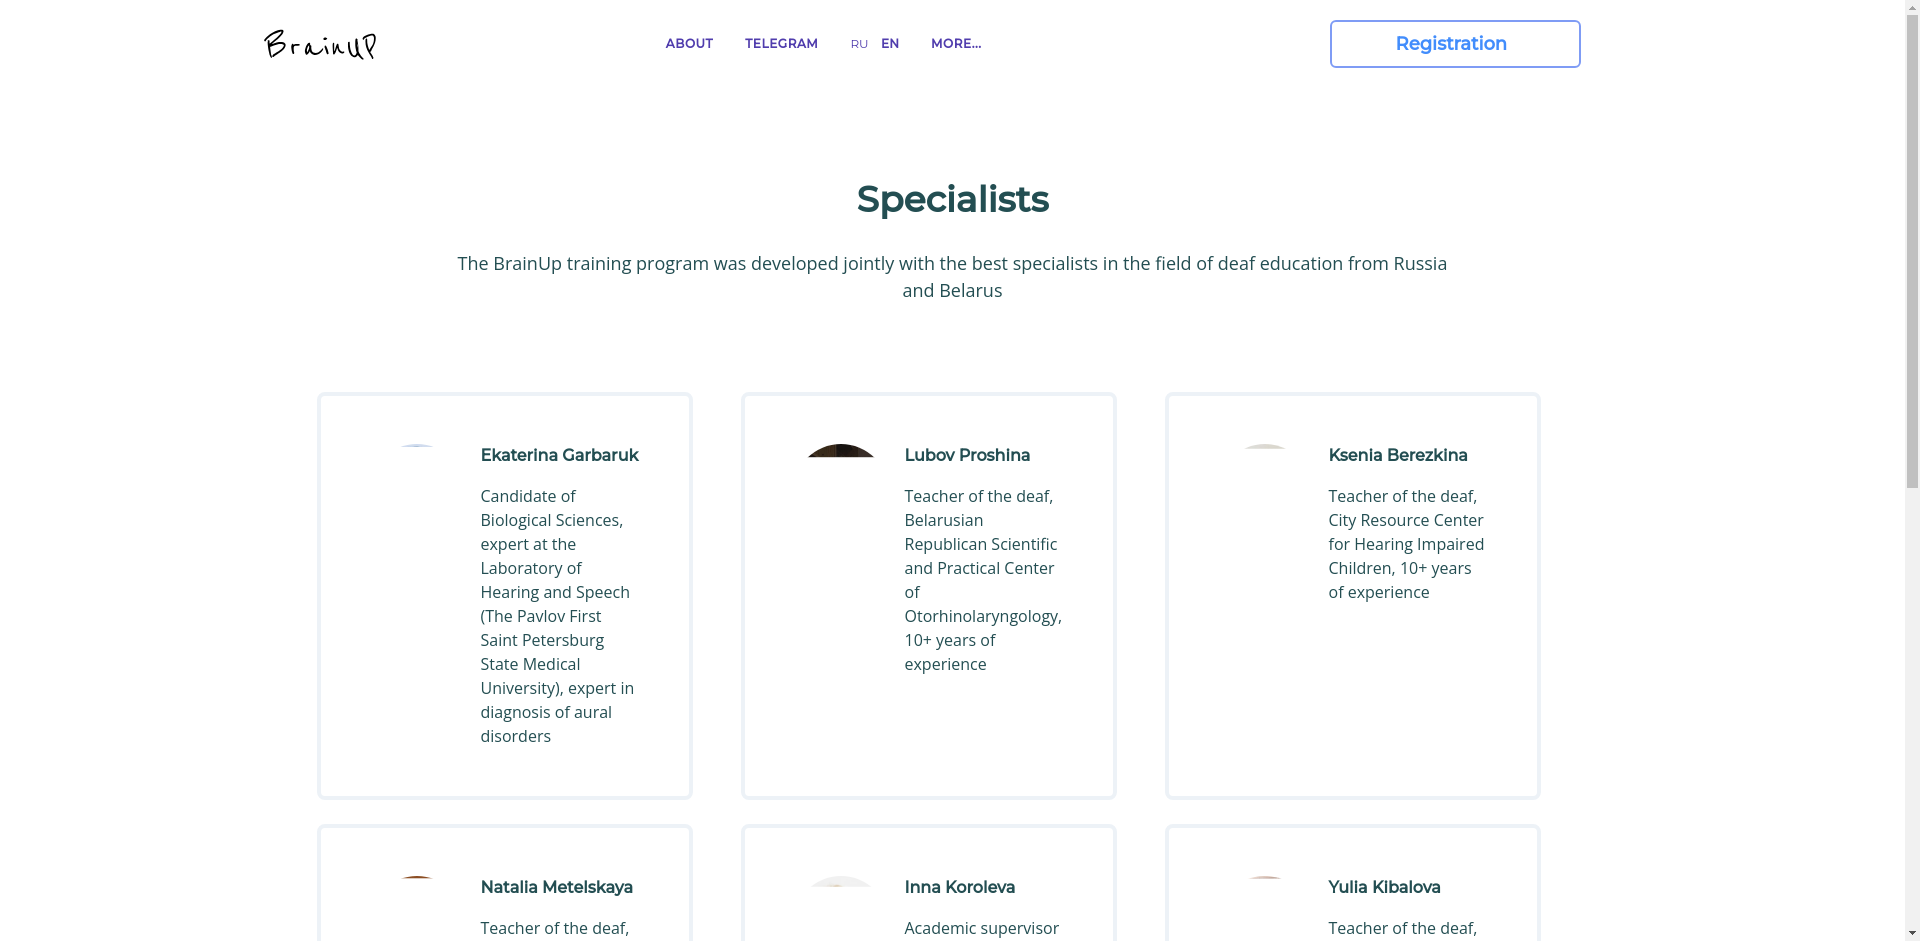 BrainUP
ABOUT
TELEGRAM
RU
EN
MORE...
Registration
Specialists
The BrainUp training program was developed jointly with the best specialists in the field of deaf education from Russia
and Belarus
Ekaterina Garbaruk
Candidate of
Biological Sciences,
expert at the
Laboratory of
Hearing and Speech
(The Pavlov First
Saint Petersburg
State Medical
University), expert in
diagnosis of aural
disorders
Lubov Proshina
Teacher of the deaf,
Belarusian
Republican Scientific
and Practical Center
of
Otorhinolaryngology,
10+ years of
experience
Ksenia Berezkina
Teacher of the deaf,
City Resource Center
for Hearing Impaired
Children, 10+ years
of experience
Natalia Metelskaya
Teacher of the deaf,
Inna Koroleva
Academic supervisor
Yulia Kibalova
Teacher of the deaf,